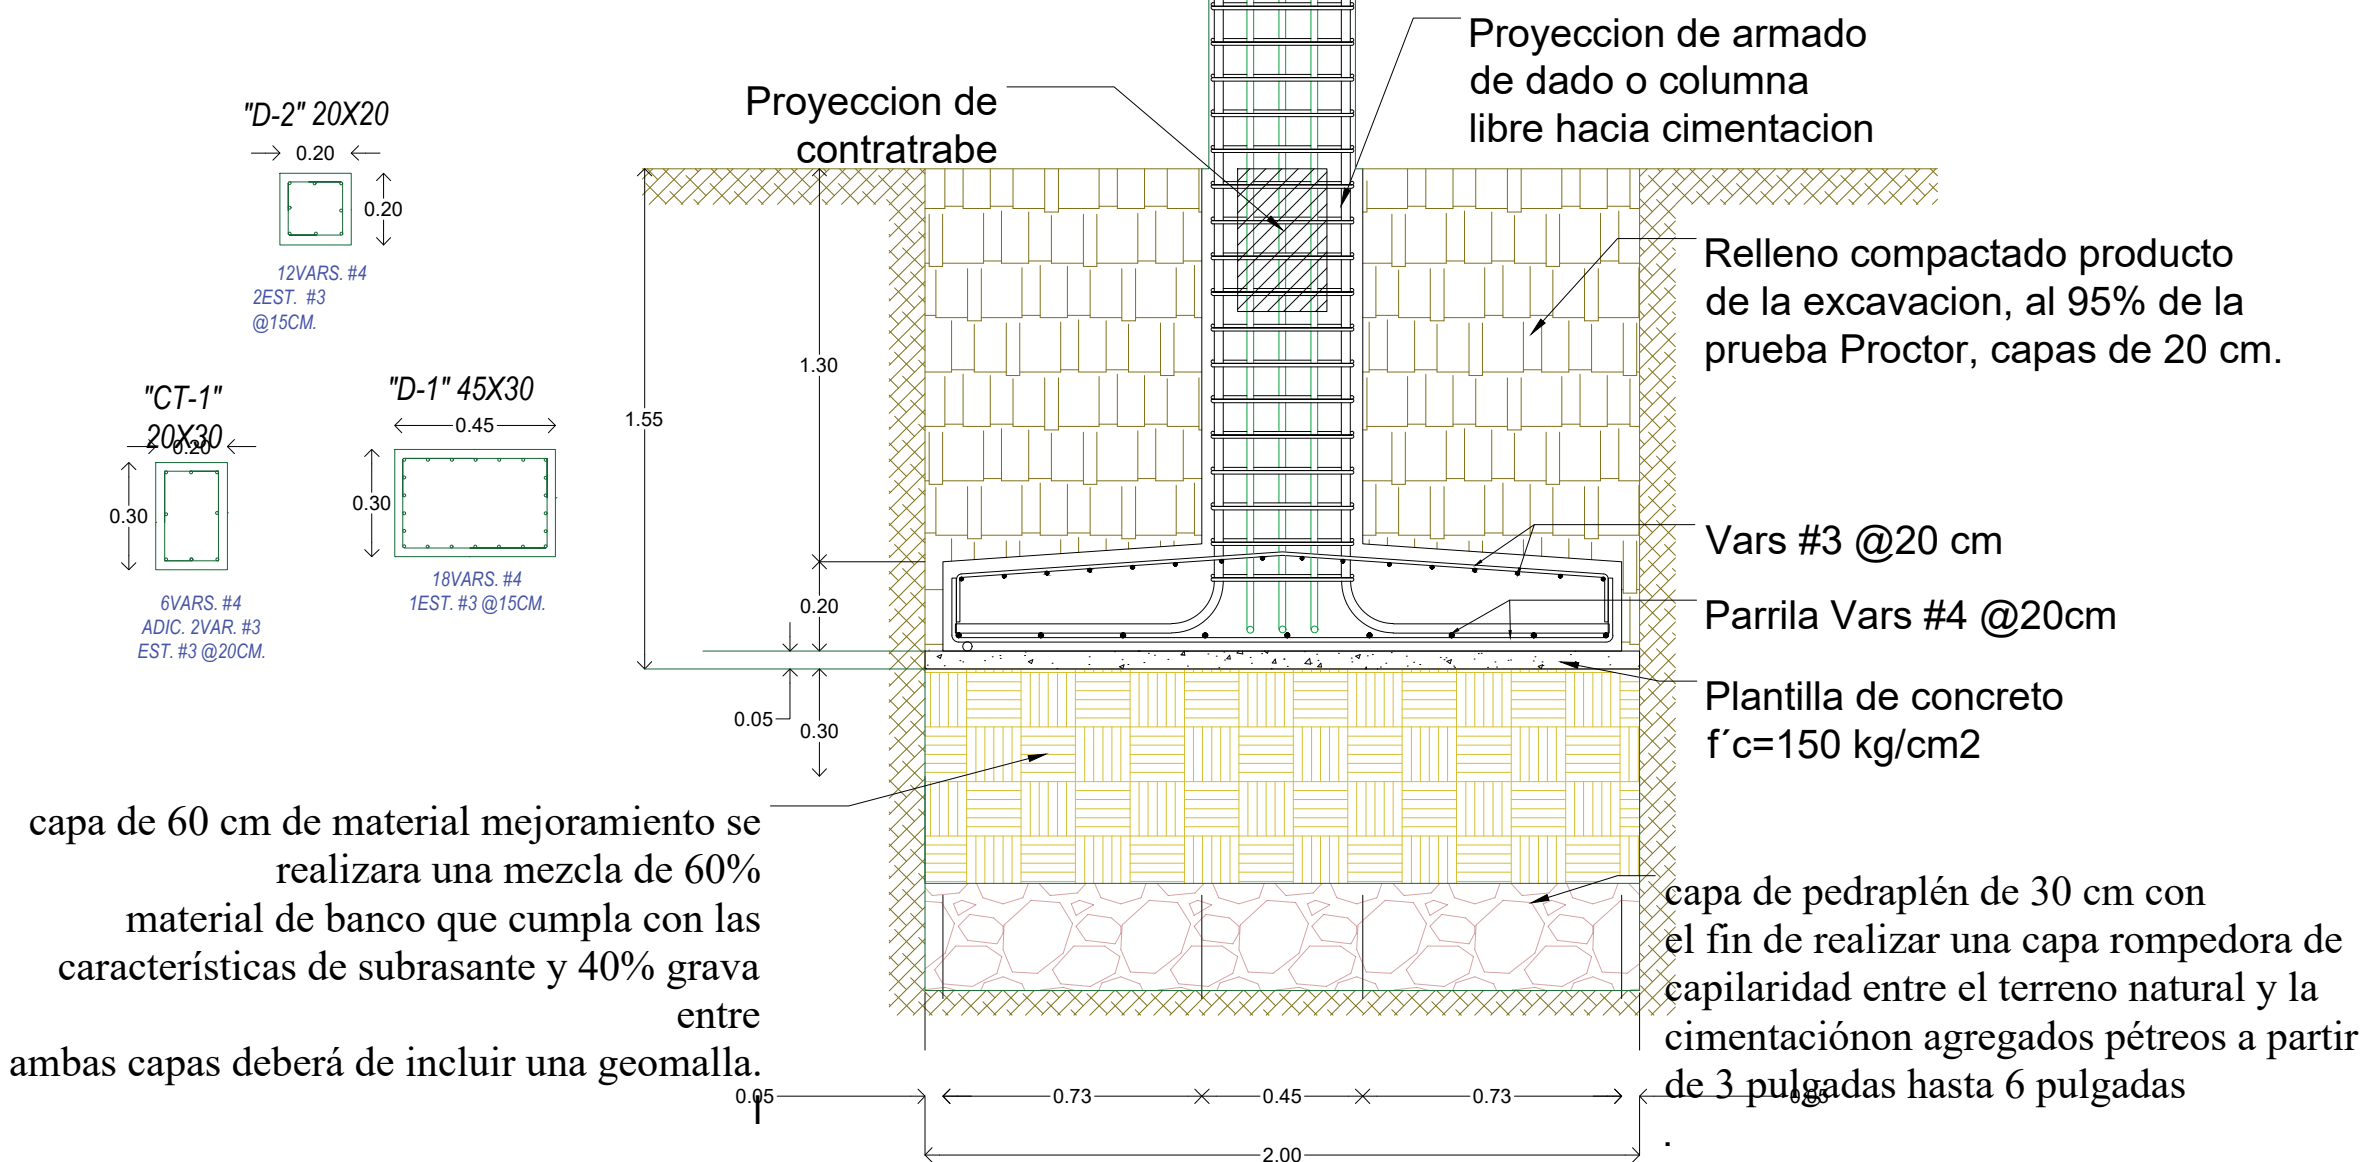 Proyeccion de armado
de dado o columna
libre hacia cimentacion
Proyeccion de
contratrabe
"D-2" 20X20
0.20
0.20
12VARS. #4
2EST. #3
@15CM.
"CT-1"
20X30
0.20
0.30
6VARS. #4
ADIC. 2VAR. #3
EST. #3 @20CM.
"D-1" 45X30
0.45
0.30
18VARS. #4
1EST. #3 @15CM.
1.55
1.30
0.20
0.05
0.30
Relleno compactado producto
de la excavacion, al 95% de la
prueba Proctor, capas de 20 cm.
Vars #3 @20 cm
Parrila Vars #4 @20cm
Plantilla de concreto
f´c=150 kg/cm2
capa de 60 cm de material mejoramiento se
realizara una mezcla de 60%
material de banco que cumpla con las
características de subrasante y 40% grava
entre
ambas capas deberá de incluir una geomalla.
capa de pedraplén de 30 cm con
el fin de realizar una capa rompedora de
capilaridad entre el terreno natural y la
cimentaciónon agregados pétreos a partir
de 3 pulgadas hasta 6 pulgadas
.
0.05
0.73
0.45
0.73
0.05
2.00